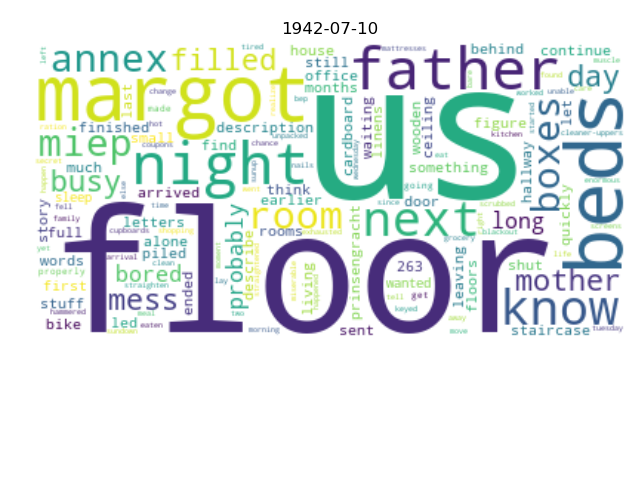 1942-07-10
left annex filled tired house mattresses behind continue
still father office months
margot last change made hot coupons
finished small description find
miep busy much sleep night
us waiting cardboard linens wooden ceiling
figure kitchen something
day found unable muscle boxes hallway let cleaner-uppers
beds enormous quickly
arrived think earlier going door
story family fell full words yet properly first stuff
cupboards letters alone piled bored
room rooms next long
floor probably describe
mess ended led bike eaten
living prinsengracht
263 wanted tell get keyed
leaving floors shut mother know
sent move away staircase tuesday
hammered straighten morning two lay
grocery blackout screens life scrubbed
since eat nails chance unpacked
wednesday time clean arrival exhausted
miserable happened moment